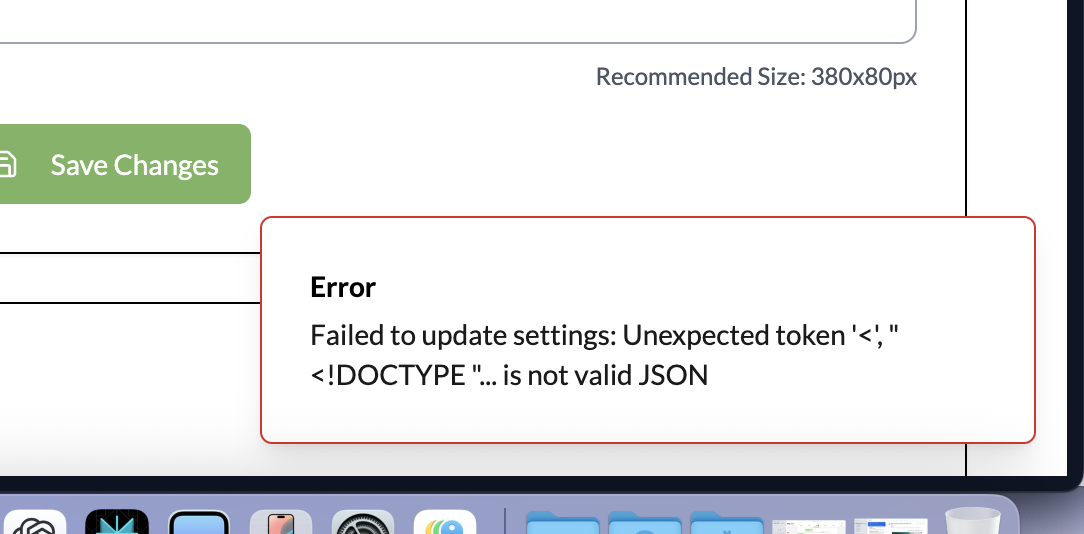 Recommended Size: 380x80px
Save Changes
Error
Failed to update settings: Unexpected token '<', "
<!DOCTYPE "... is not valid JSON